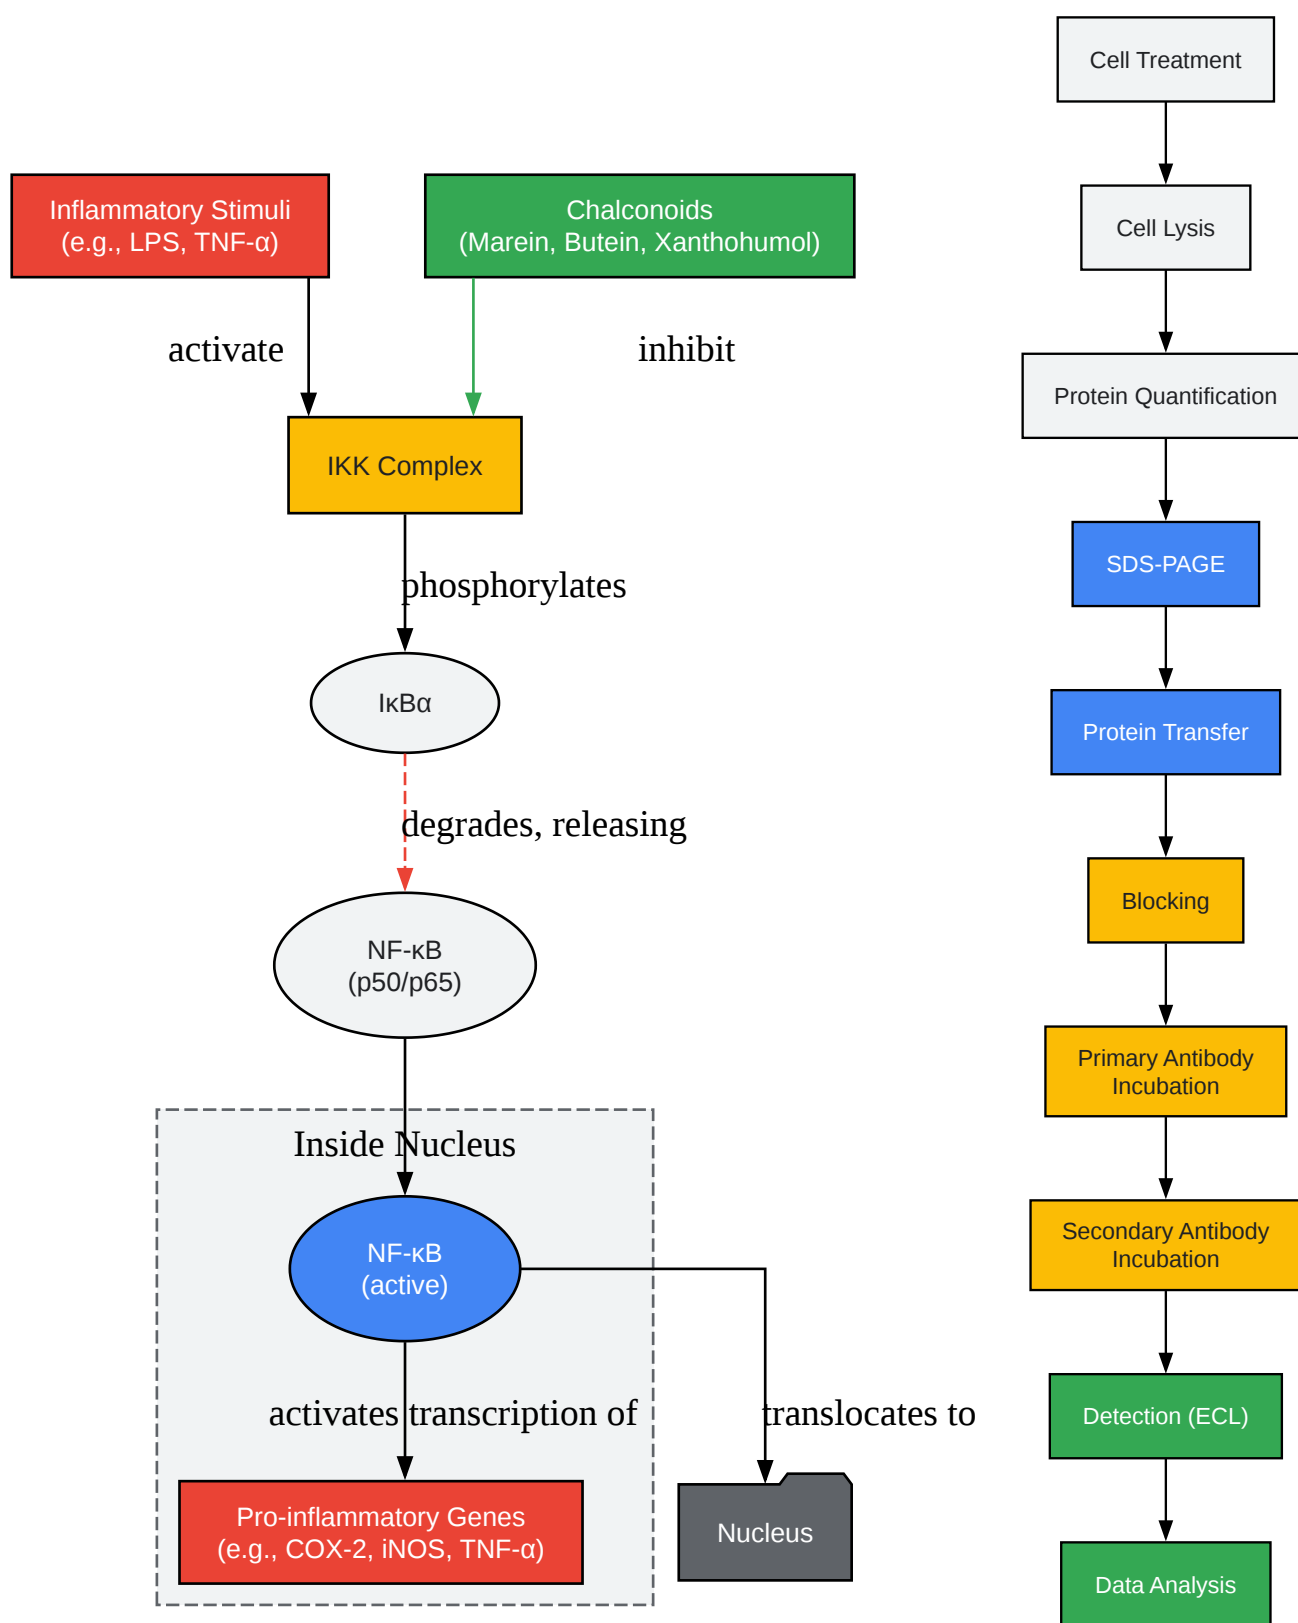 Inflammatory Stimuli
(e.g., LPS, TNF-α)
Chalconoids
(Marein, Butein, Xanthohumol)
activate
inhibit
IKK Complex
phosphorylates
IκBα
degrades, releasing
NF-κB
(p50/p65)
Inside Nucleus
NF-κB
(active)
activates transcription of
translocates to
Pro-inflammatory Genes
(e.g., COX-2, iNOS, TNF-α)
Nucleus
Cell Treatment
Cell Lysis
Protein Quantification
SDS-PAGE
Protein Transfer
Blocking
Primary Antibody
Incubation
Secondary Antibody
Incubation
Detection (ECL)
Data Analysis